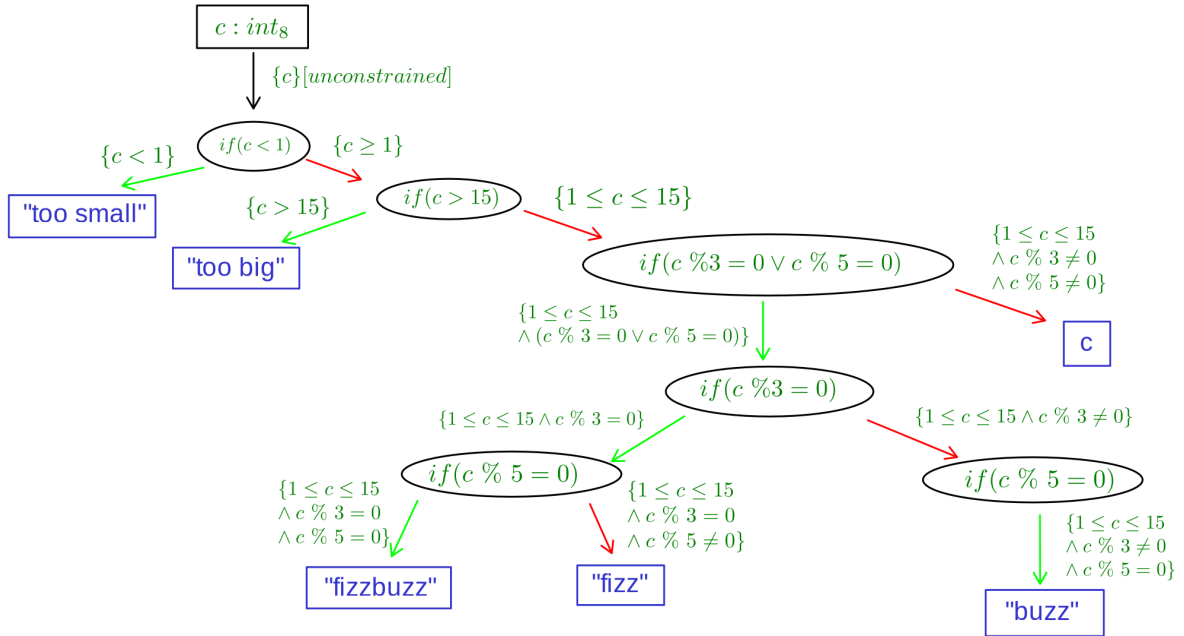 c : int₈
{c}[unconstrained]
if(c < 1)
{c < 1}
{c ≥ 1}
"too small"
if(c > 15)
{c > 15}
{1 ≤ c ≤ 15}
"too big"
if(c %3 = 0 ∨ c % 5 = 0)
{1 ≤ c ≤ 15
∧ c % 3 ≠ 0
∧ c % 5 ≠ 0}
c
{1 ≤ c ≤ 15
∧ (c % 3 = 0 ∨ c % 5 = 0)}
if(c %3 = 0)
{1 ≤ c ≤ 15 ∧ c % 3 = 0}
{1 ≤ c ≤ 15 ∧ c % 3 ≠ 0}
if(c % 5 = 0)
if(c % 5 = 0)
{1 ≤ c ≤ 15
∧ c % 3 = 0
∧ c % 5 = 0}
{1 ≤ c ≤ 15
∧ c % 3 = 0
∧ c % 5 ≠ 0}
{1 ≤ c ≤ 15
∧ c % 3 ≠ 0
∧ c % 5 = 0}
"fizzbuzz"
"fizz"
"buzz"